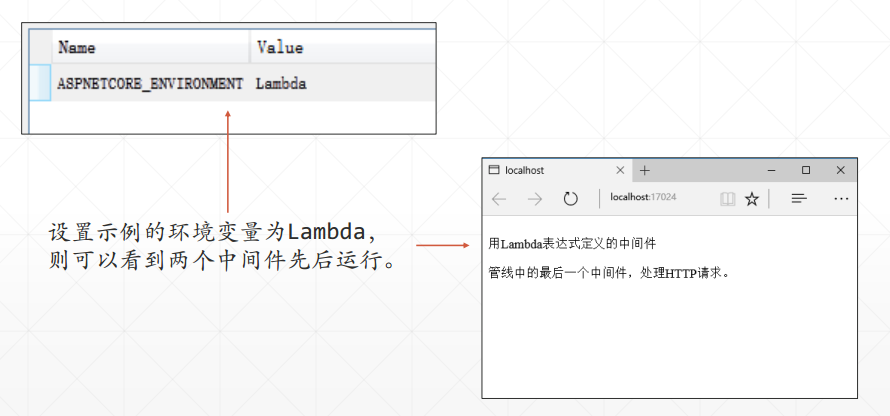 Name Value
ASPNETCORE_ENVIRONMENT Lambda
设置示例的环境变量为Lambda，
则可以看到两个中间件先后运行。
localhost
localhost:17024
用Lambda表达式定义的中间件
管线中的最后一个中间件，处理HTTP请求。